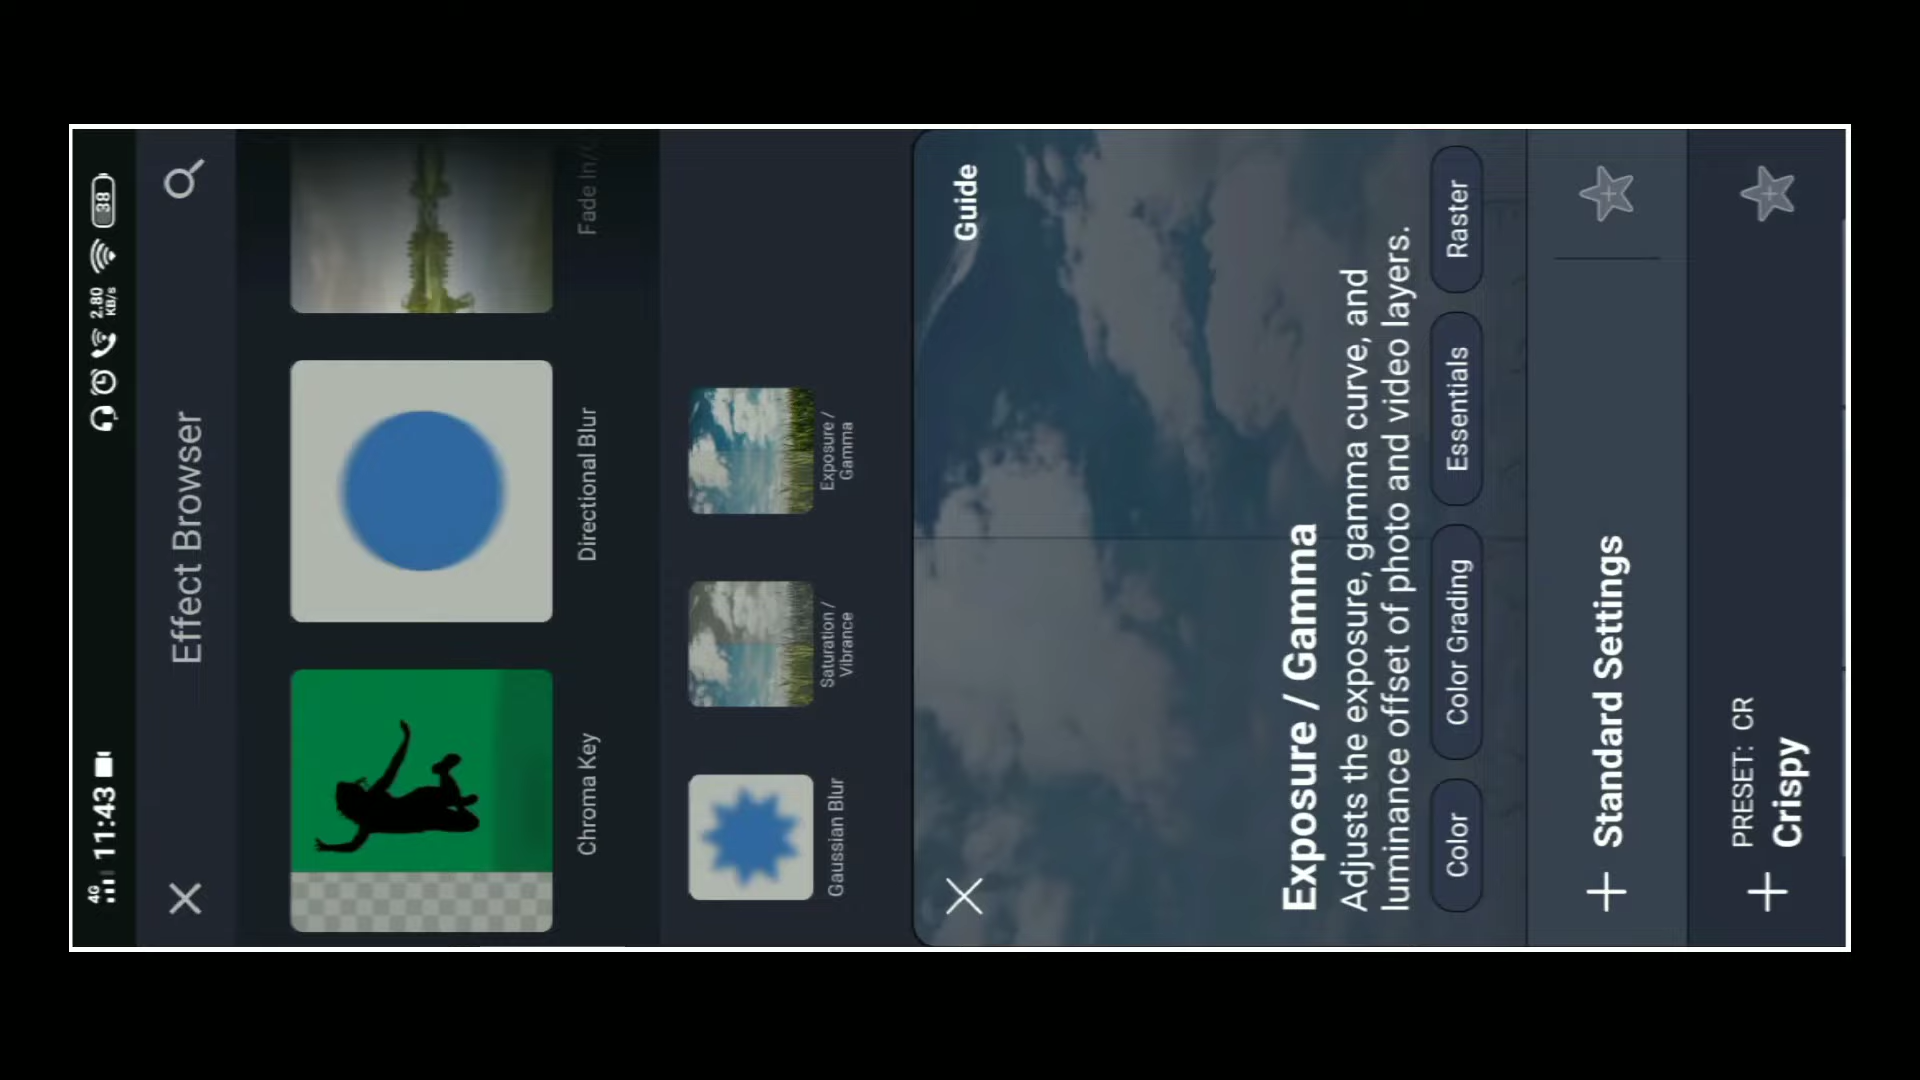 4G 11:43 2.80 KB/s 38
Effect Browser
Chroma Key
Directional Blur
Fade In/
Gaussian Blur
Saturation /
Vibrance
Exposure /
Gamma
Guide
Exposure / Gamma
Adjusts the exposure, gamma curve, and
luminance offset of photo and video layers.
Color
Color Grading
Essentials
Raster
Standard Settings
PRESET: CR
Crispy